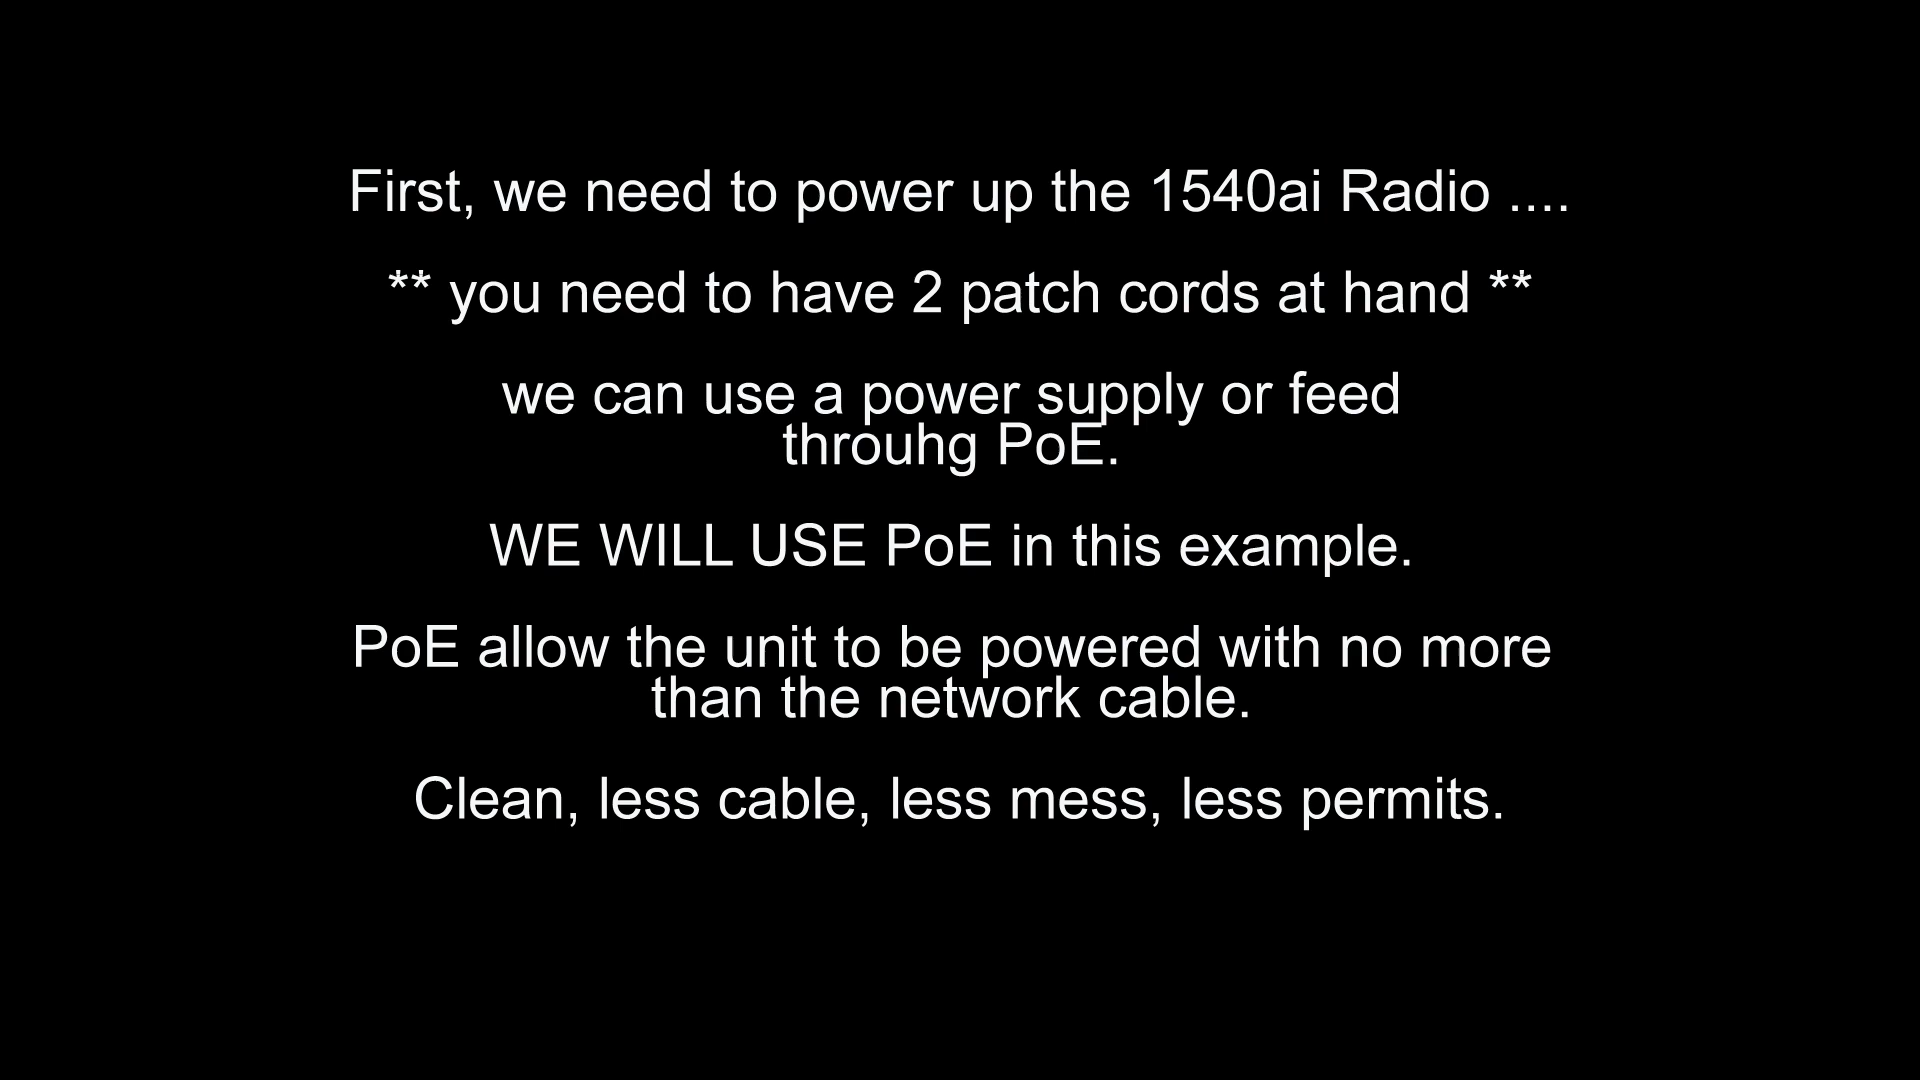 First, we need to power up the 1540ai Radio ....
** you need to have 2 patch cords at hand **
we can use a power supply or feed
throuhg PoE.
WE WILL USE PoE in this example.
PoE allow the unit to be powered with no more
than the network cable.
Clean, less cable, less mess, less permits.